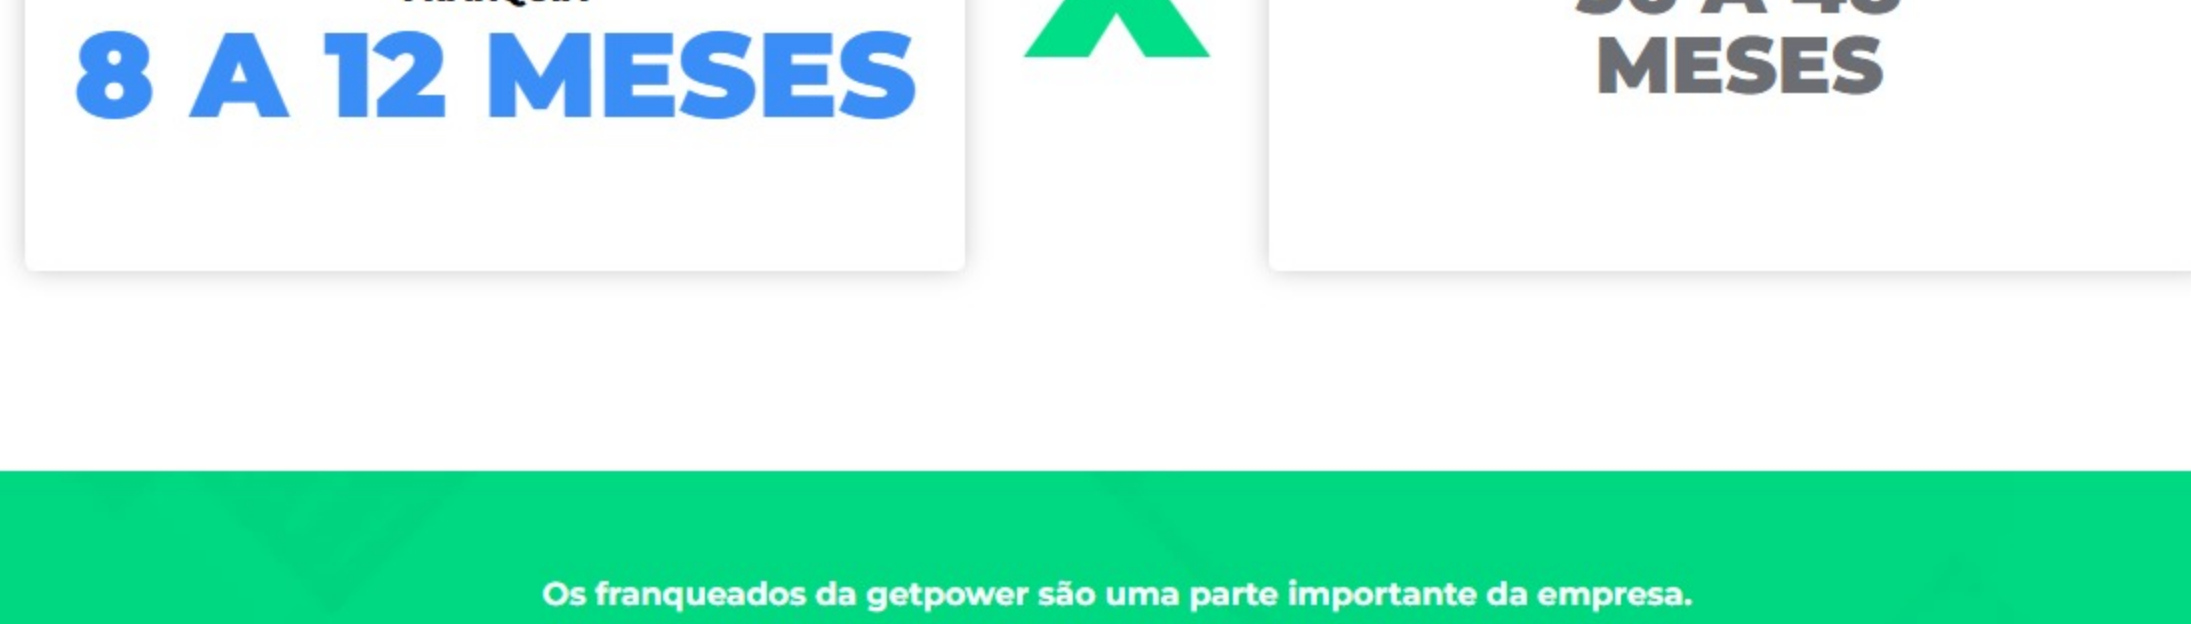 8 A 12 MESES
MESES
Os franqueados da getpower são uma parte importante da empresa.